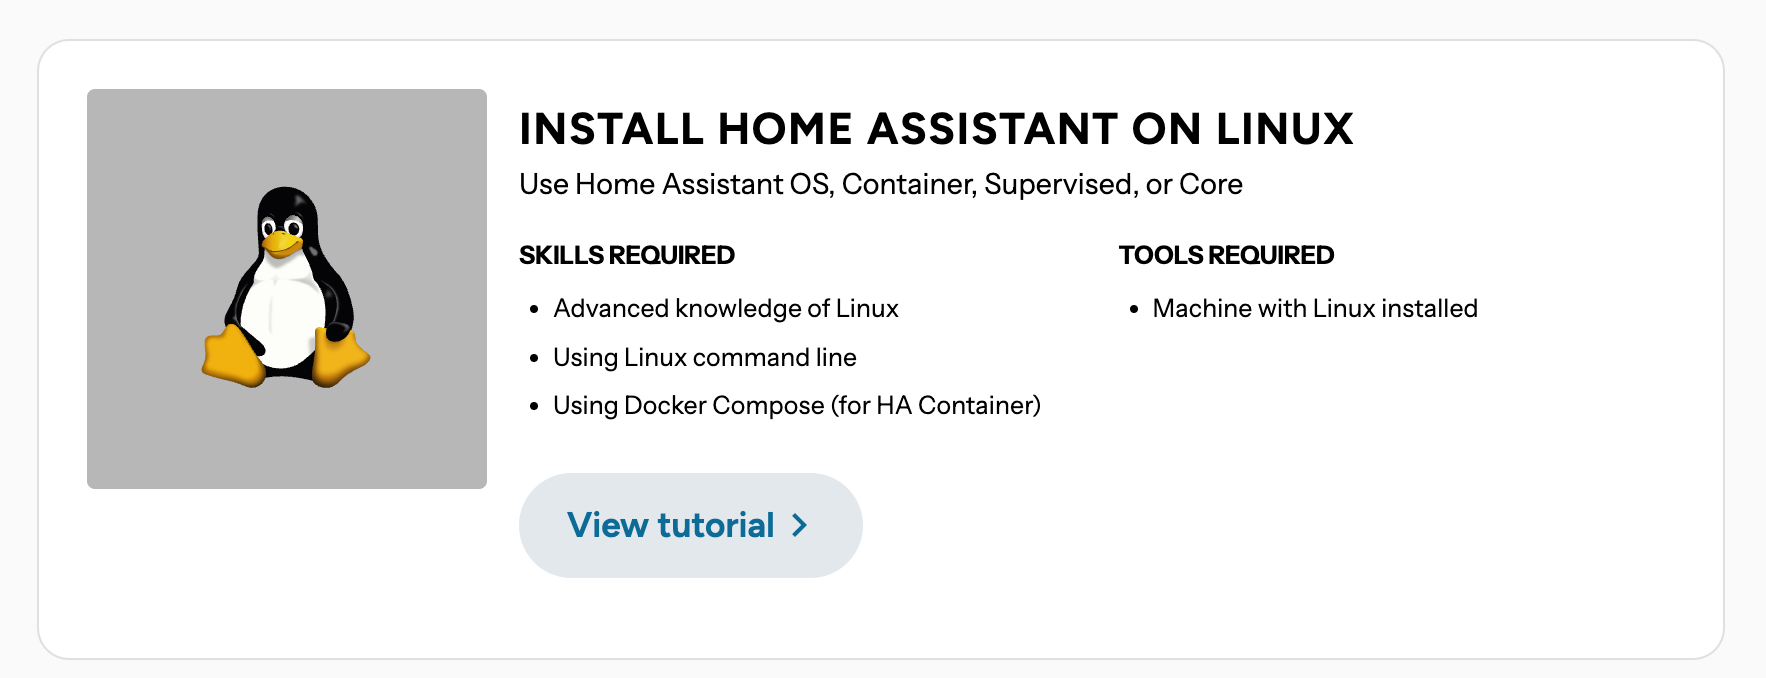 INSTALL HOME ASSISTANT ON LINUX
Use Home Assistant OS, Container, Supervised, or Core
SKILLS REQUIRED
• Advanced knowledge of Linux
• Using Linux command line
• Using Docker Compose (for HA Container)
TOOLS REQUIRED
• Machine with Linux installed
View tutorial